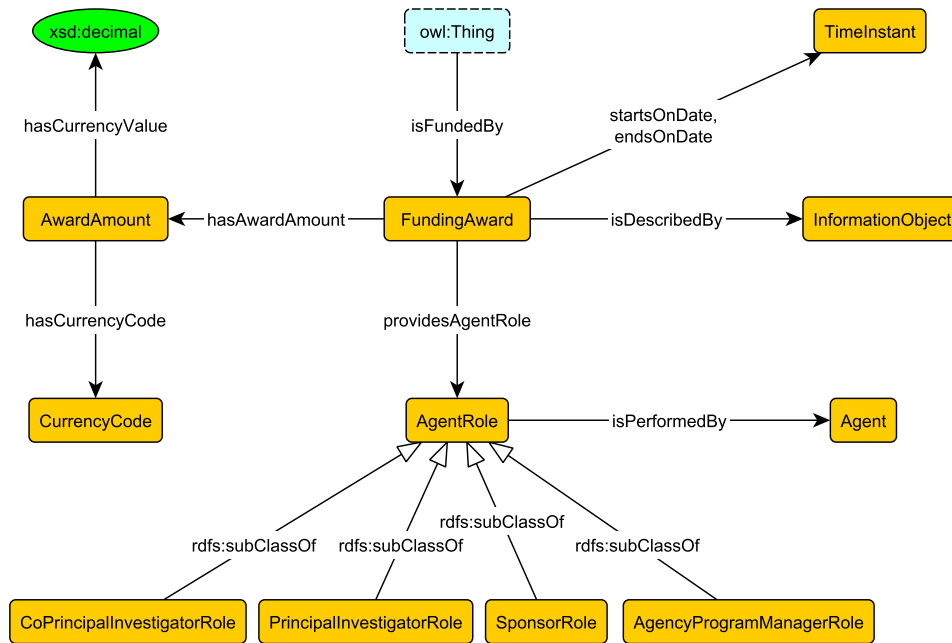 xsd:decimal
owl:Thing
TimeInstant
hasCurrencyValue
isFundedBy
startsOnDate,
endsOnDate
AwardAmount
hasAwardAmount
FundingAward
isDescribedBy
InformationObject
hasCurrencyCode
providesAgentRole
CurrencyCode
AgentRole
isPerformedBy
Agent
rdfs:subClassOf
rdfs:subClassOf
rdfs:subClassOf
rdfs:subClassOf
CoPrincipalInvestigatorRole
PrincipalInvestigatorRole
SponsorRole
AgencyProgramManagerRole